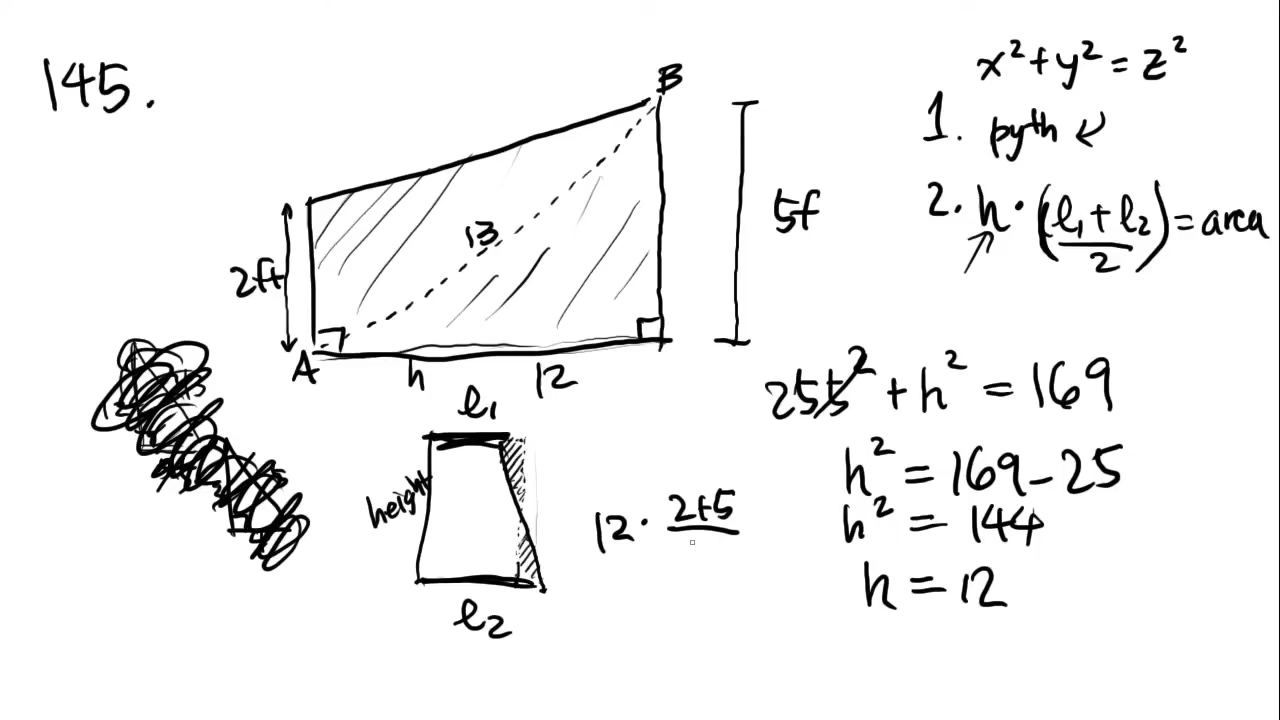 145.
B
x² + y² = z²
1. pyth ↙
2. h · (l₁ + l₂ / 2) = area
5f
13
2ft
A
h
12
l₁
height
l₂
12 · 2+5
25 5² + h² = 169
h² = 169 - 25
h² = 144
h = 12